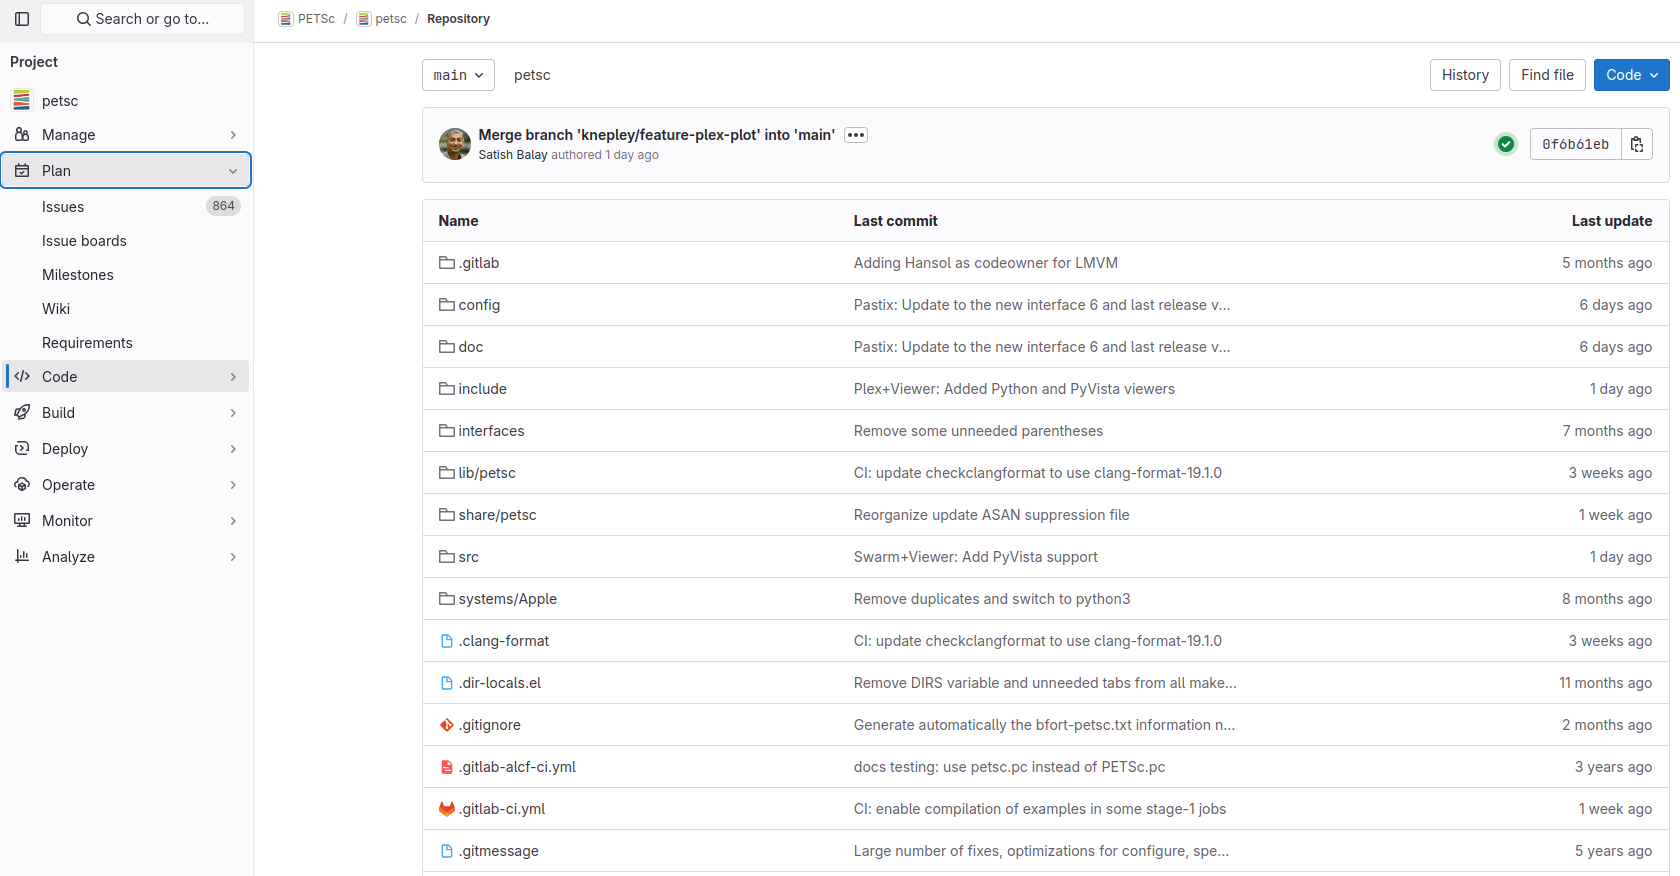 Search or go to...
PETSc / petsc / Repository
Project
petsc
Manage
Plan
Issues 864
Issue boards
Milestones
Wiki
Requirements
Code
Build
Deploy
Operate
Monitor
Analyze
main petsc History Find file Code
Merge branch 'knepley/feature-plex-plot' into 'main'
Satish Balay authored 1 day ago
0f6b61eb
Name Last commit Last update
.gitlab Adding Hansol as codeowner for LMVM 5 months ago
config Pastix: Update to the new interface 6 and last release v... 6 days ago
doc Pastix: Update to the new interface 6 and last release v... 6 days ago
include Plex+Viewer: Added Python and PyVista viewers 1 day ago
interfaces Remove some unneeded parentheses 7 months ago
lib/petsc CI: update checkclangformat to use clang-format-19.1.0 3 weeks ago
share/petsc Reorganize update ASAN suppression file 1 week ago
src Swarm+Viewer: Add PyVista support 1 day ago
systems/Apple Remove duplicates and switch to python3 8 months ago
.clang-format CI: update checkclangformat to use clang-format-19.1.0 3 weeks ago
.dir-locals.el Remove DIRS variable and unneeded tabs from all make... 11 months ago
.gitignore Generate automatically the bfort-petsc.txt information n... 2 months ago
.gitlab-alcf-ci.yml docs testing: use petsc.pc instead of PETSc.pc 3 years ago
.gitlab-ci.yml CI: enable compilation of examples in some stage-1 jobs 1 week ago
.gitmessage Large number of fixes, optimizations for configure, spe... 5 years ago